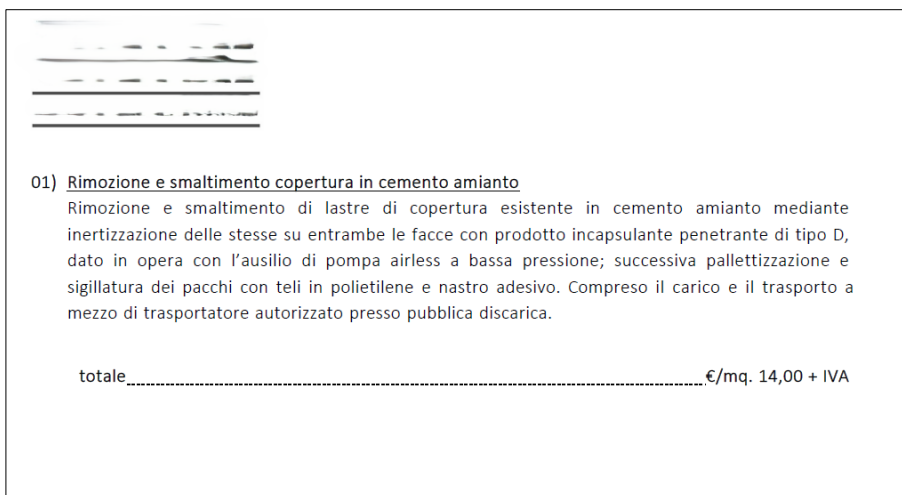 01) Rimozione e smaltimento copertura in cemento amianto
Rimozione e smaltimento di lastre di copertura esistente in cemento amianto mediante
inertizzazione delle stesse su entrambe le facce con prodotto incapsulante penetrante di tipo D,
dato in opera con l’ausilio di pompa airless a bassa pressione; successiva pallettizzazione e
sigillatura dei pacchi con teli in polietilene e nastro adesivo. Compreso il carico e il trasporto a
mezzo di trasportatore autorizzato presso pubblica discarica.
totale €/mq. 14,00 + IVA